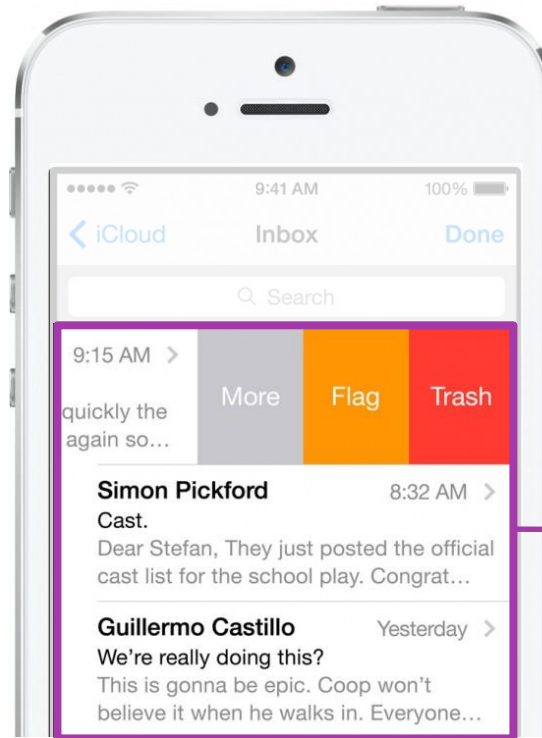 9:41 AM 100%
iCloud Inbox Done
Search
9:15 AM
More Flag Trash
quickly the
again so…
Simon Pickford 8:32 AM
Cast.
Dear Stefan, They just posted the official
cast list for the school play. Congrat…
Guillermo Castillo Yesterday
We’re really doing this?
This is gonna be epic. Coop won’t
believe it when he walks in. Everyone…